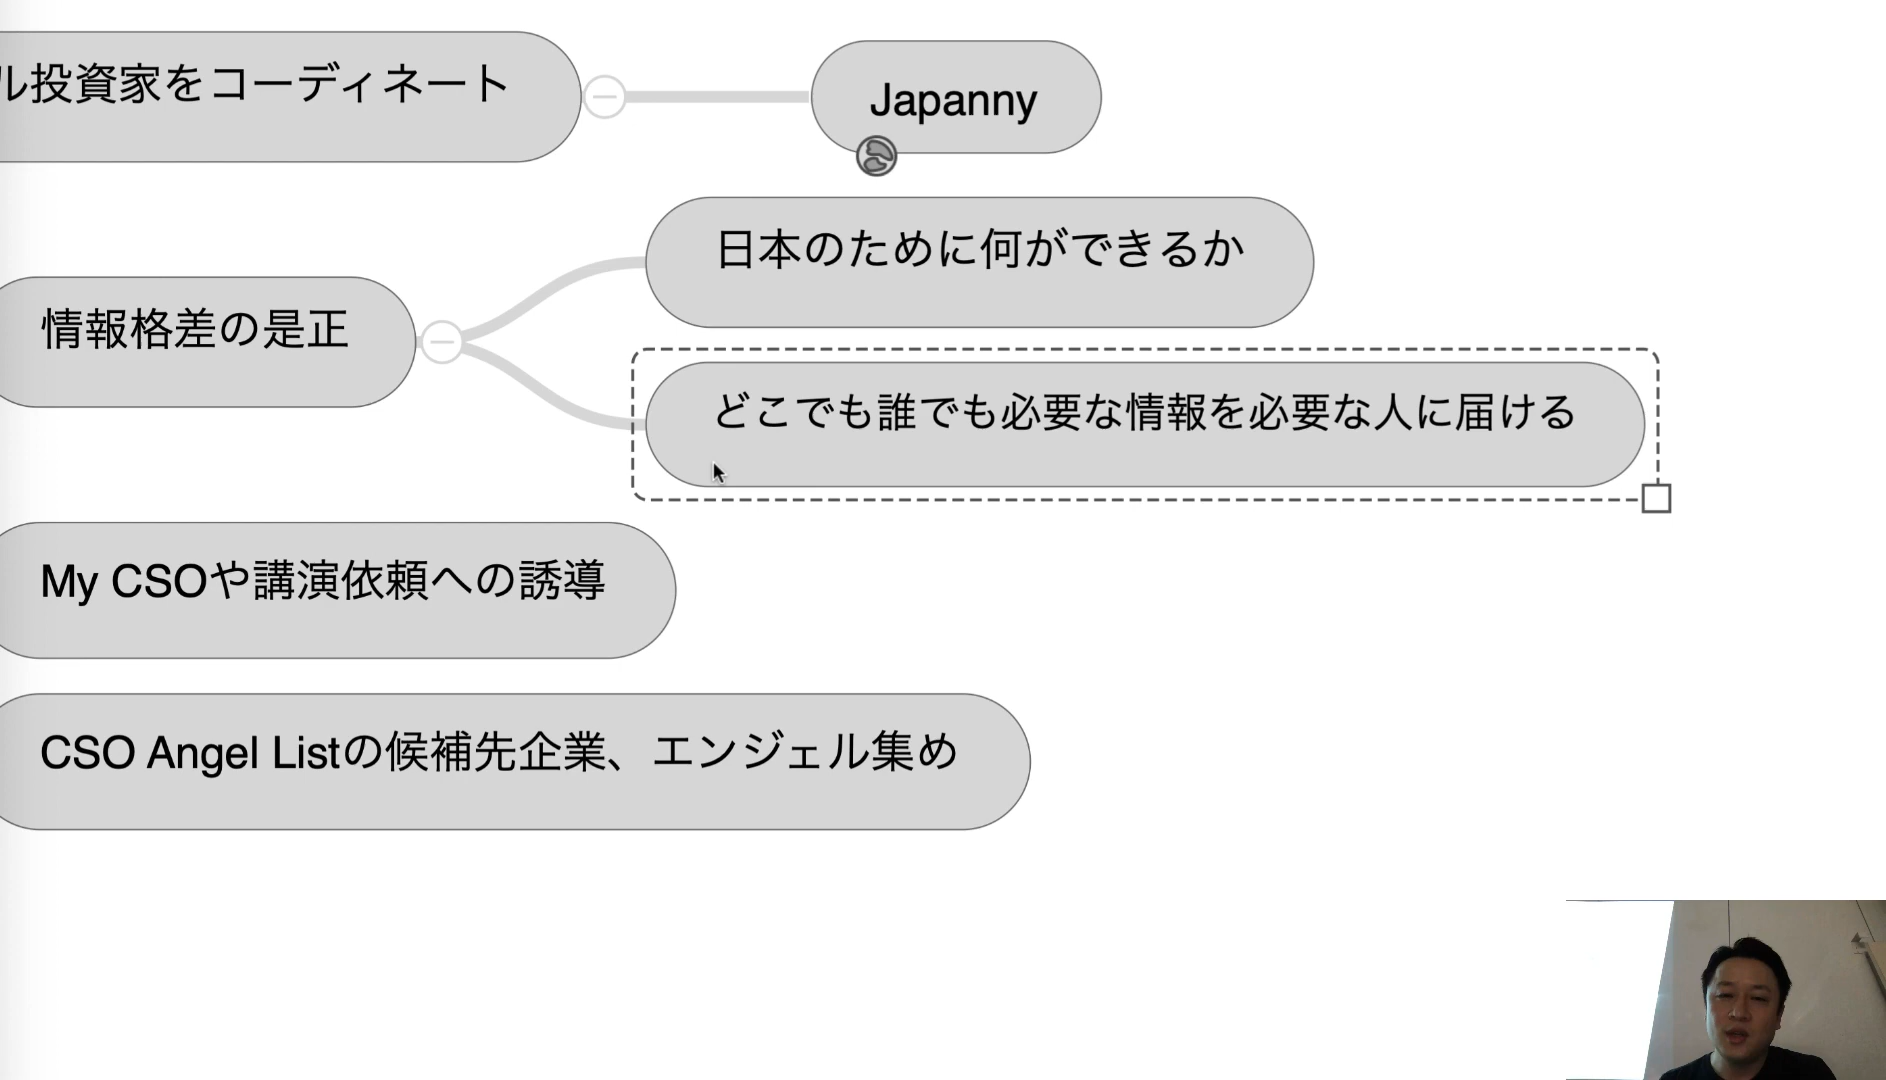 ル投資家をコーディネート
Japanny
日本のために何ができるか
情報格差の是正
どこでも誰でも必要な情報を必要な人に届ける
My CSOや講演依頼への誘導
CSO Angel Listの候補先企業、エンジェル集め